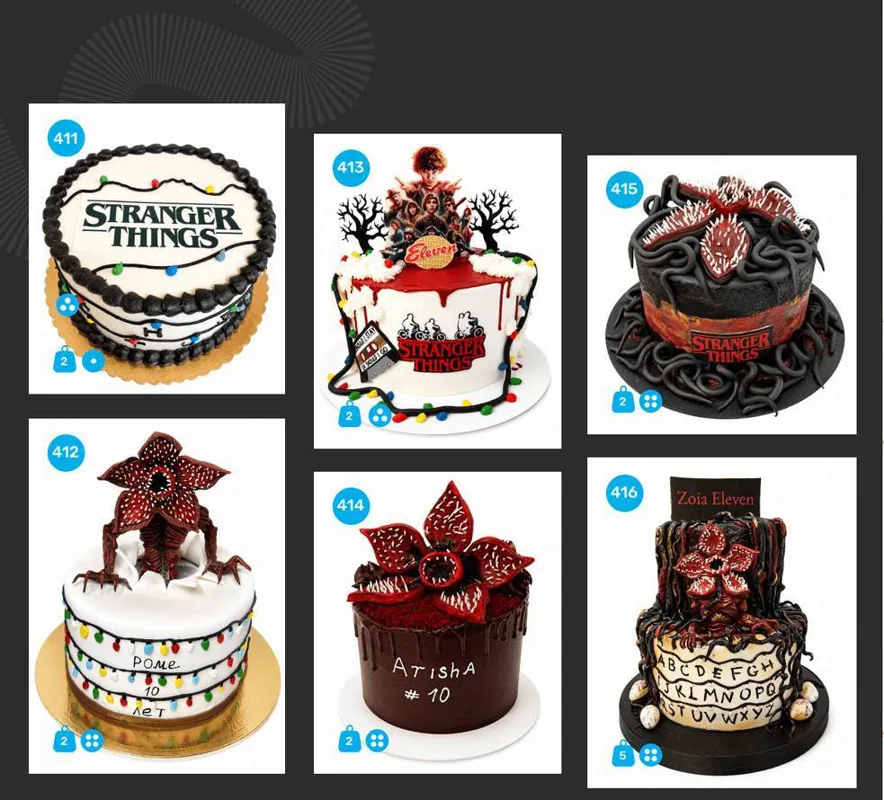 411
STRANGER
THINGS
2
413
Eleven
STRANGER
THINGS
2
415
STRANGER
THINGS
2
412
Роме
10
лет
2
414
Arisha
# 10
2
416
Zoia Eleven
ABCDEFGH
IJKLMNOPQ
RSTUVWXYZ
5